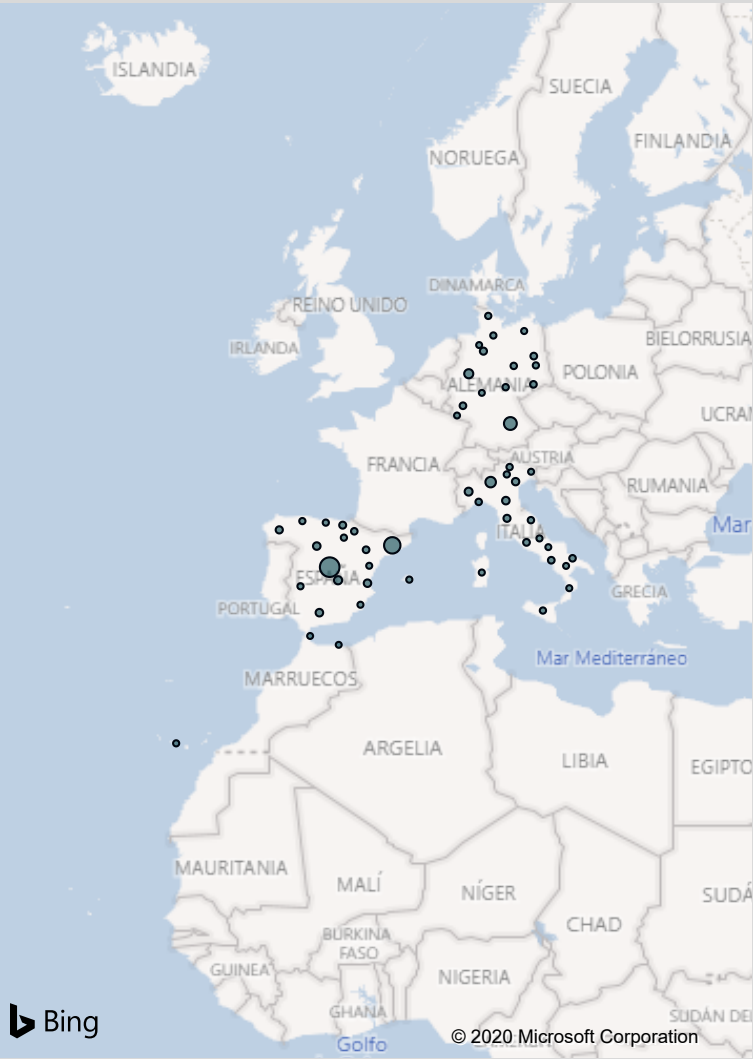 ISLANDIA
SUECIA
FINLANDIA
NORUEGA
DINAMARCA
REINO UNIDO
IRLANDA
BIELORRUSIA
POLONIA
ALEMANIA
UCRA
AUSTRIA
FRANCIA
RUMANIA
Mar
ITALIA
ESPAÑA
GRECIA
PORTUGAL
Mar Mediterráneo
MARRUECOS
ARGELIA
LIBIA
EGIPTO
MAURITANIA
MALÍ
NÍGER
SUDÁ
CHAD
BURKINA
FASO
GUINEA
NIGERIA
GHANA
SUDÁN DE
Bing
© 2020 Microsoft Corporation
Golfo